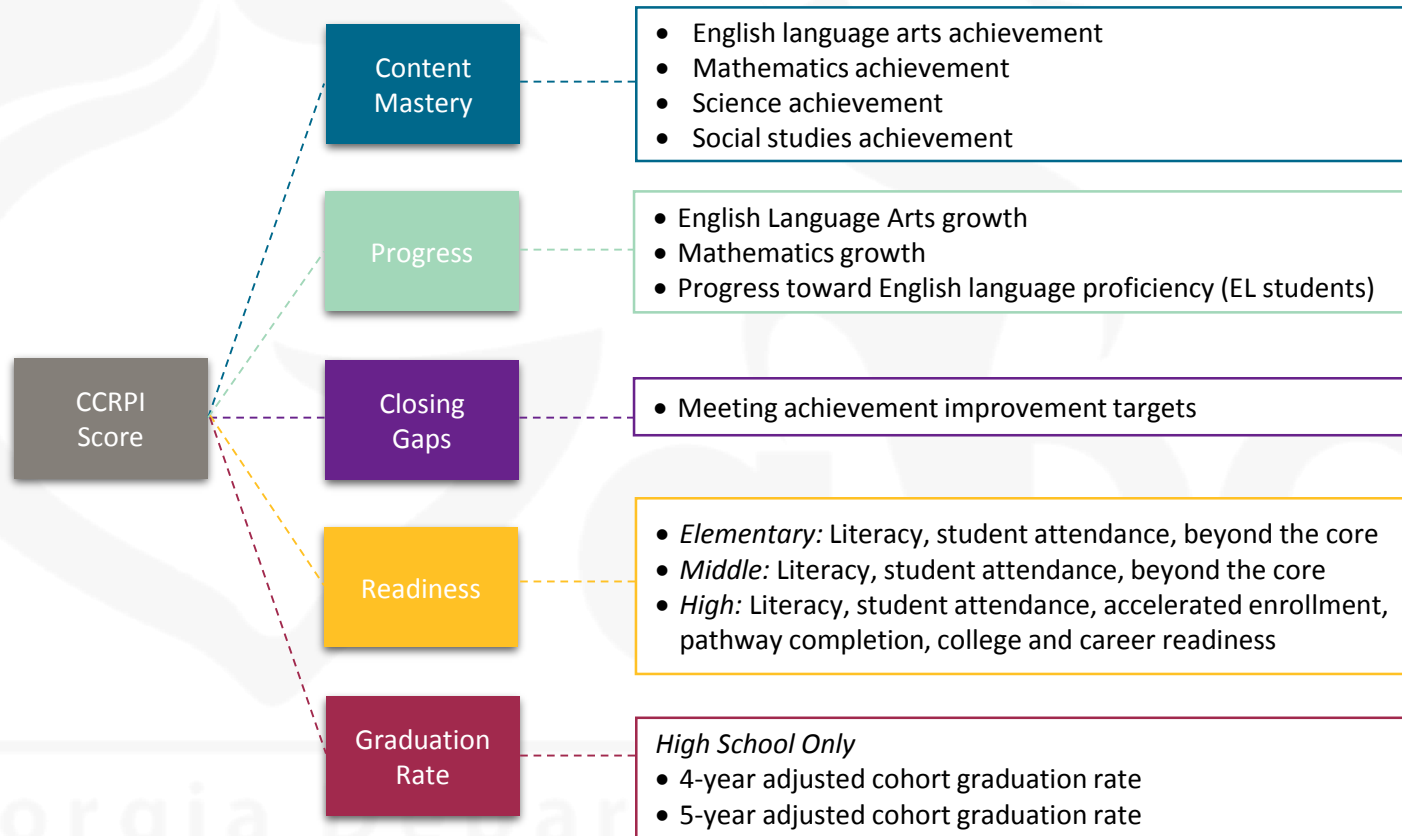 Content
Mastery
• English language arts achievement
• Mathematics achievement
• Science achievement
• Social studies achievement
Progress
• English Language Arts growth
• Mathematics growth
• Progress toward English language proficiency (EL students)
CCRPI
Score
Closing
Gaps
• Meeting achievement improvement targets
Readiness
• Elementary: Literacy, student attendance, beyond the core
• Middle: Literacy, student attendance, beyond the core
• High: Literacy, student attendance, accelerated enrollment,
pathway completion, college and career readiness
Graduation
Rate
High School Only
• 4-year adjusted cohort graduation rate
• 5-year adjusted cohort graduation rate